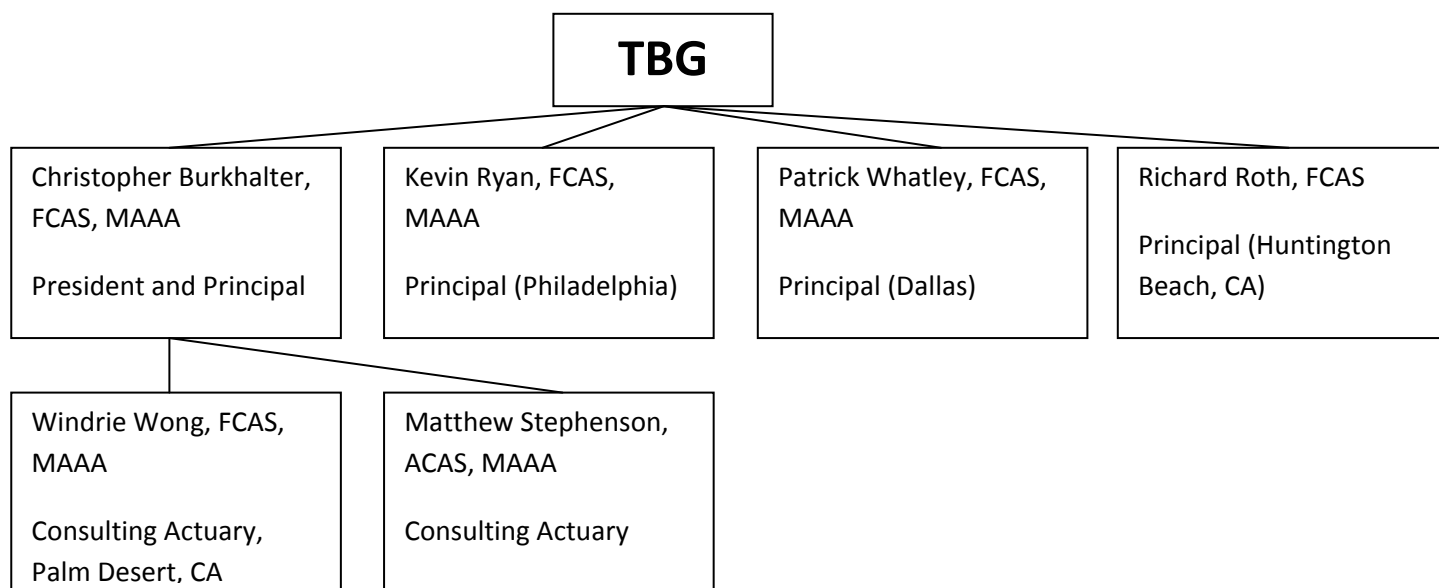 TBG
Christopher Burkhalter,
FCAS, MAAA
President and Principal
Kevin Ryan, FCAS,
MAAA
Principal (Philadelphia)
Patrick Whatley, FCAS,
MAAA
Principal (Dallas)
Richard Roth, FCAS
Principal (Huntington
Beach, CA)
Windrie Wong, FCAS,
MAAA
Consulting Actuary,
Palm Desert, CA
Matthew Stephenson,
ACAS, MAAA
Consulting Actuary